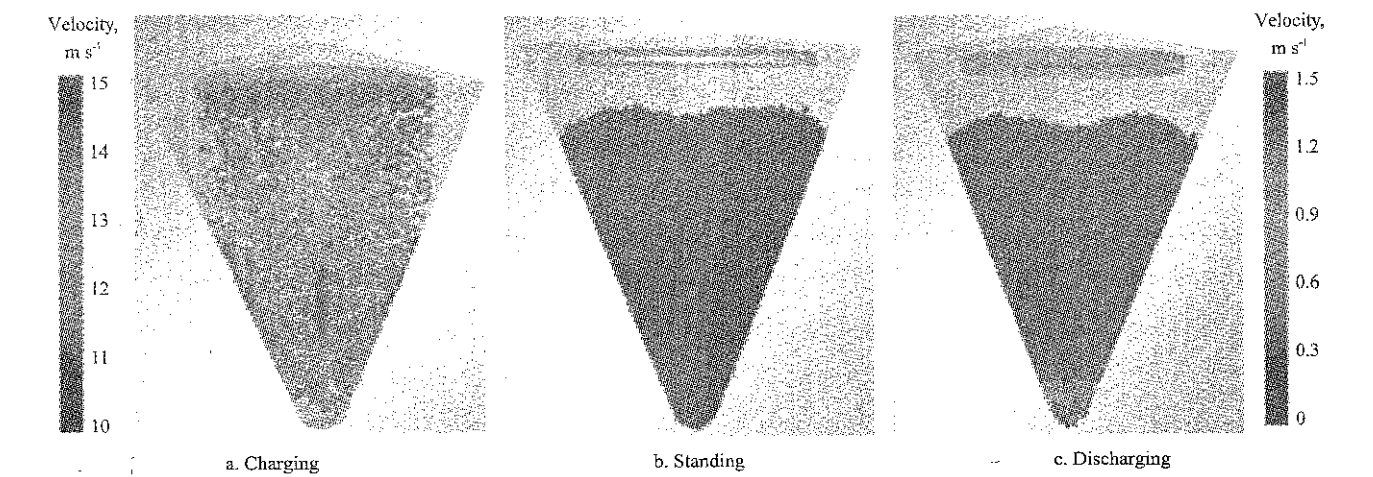 Velocity,
m s⁻¹
15
14
13
12
11
10
Velocity,
m s⁻¹
1.5
1.2
0.9
0.6
0.3
0
a. Charging
b. Standing
c. Discharging